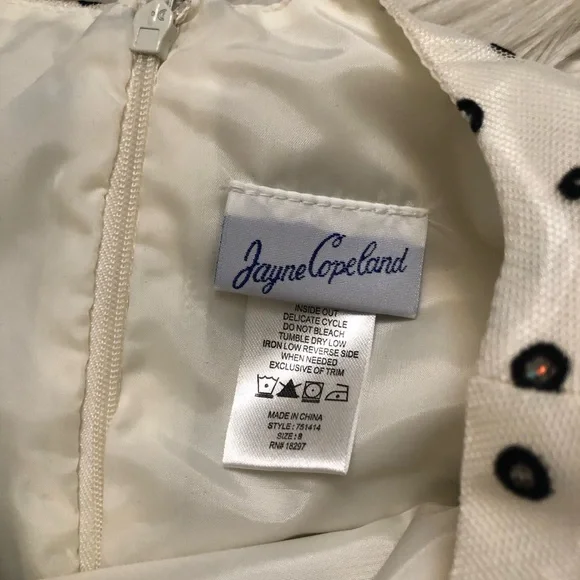 Jayne Copeland
INSIDE OUT
DELICATE CYCLE
DO NOT BLEACH
TUMBLE DRY LOW
IRON LOW REVERSE SIDE
WHEN NEEDED
EXCLUSIVE OF TRIM
MADE IN CHINA
STYLE: 751414
SIZE: 8
RN# 16297